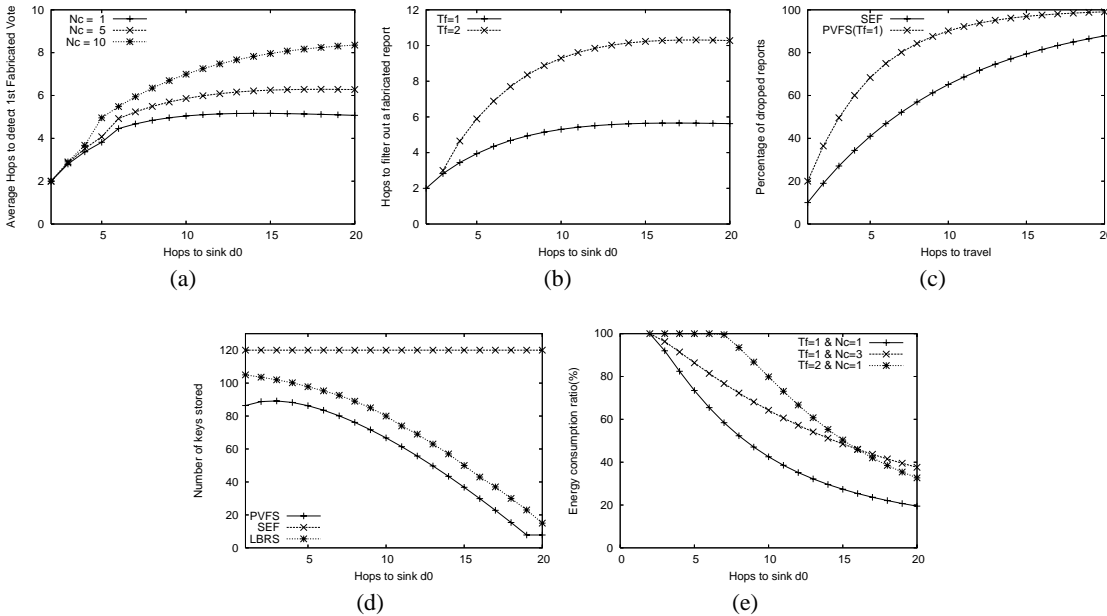 Average Hops to detect 1st Fabricated Vote
10
8
6
4
2
0
Nc = 1
Nc = 5
Nc = 10
5
10
15
20
Hops to sink d0
(a)
Hops to filter out a fabricated report
12
10
8
6
4
2
0
Tf=1
Tf=2
5
10
15
20
Hops to sink d0
(b)
Percentage of droppped reports
100
80
60
40
20
0
SEF
PVFS(Tf=1)
5
10
15
20
Hops to travel
(c)
Number of keys stored
120
100
80
60
40
20
0
PVFS
SEF
LBRS
5
10
15
20
Hops to sink d0
(d)
Energy consumption ratio(%)
100
80
60
40
20
0
Tf=1 & Nc=1
Tf=1 & Nc=3
Tf=2 & Nc=1
5
10
15
20
Hops to sink d0
(e)